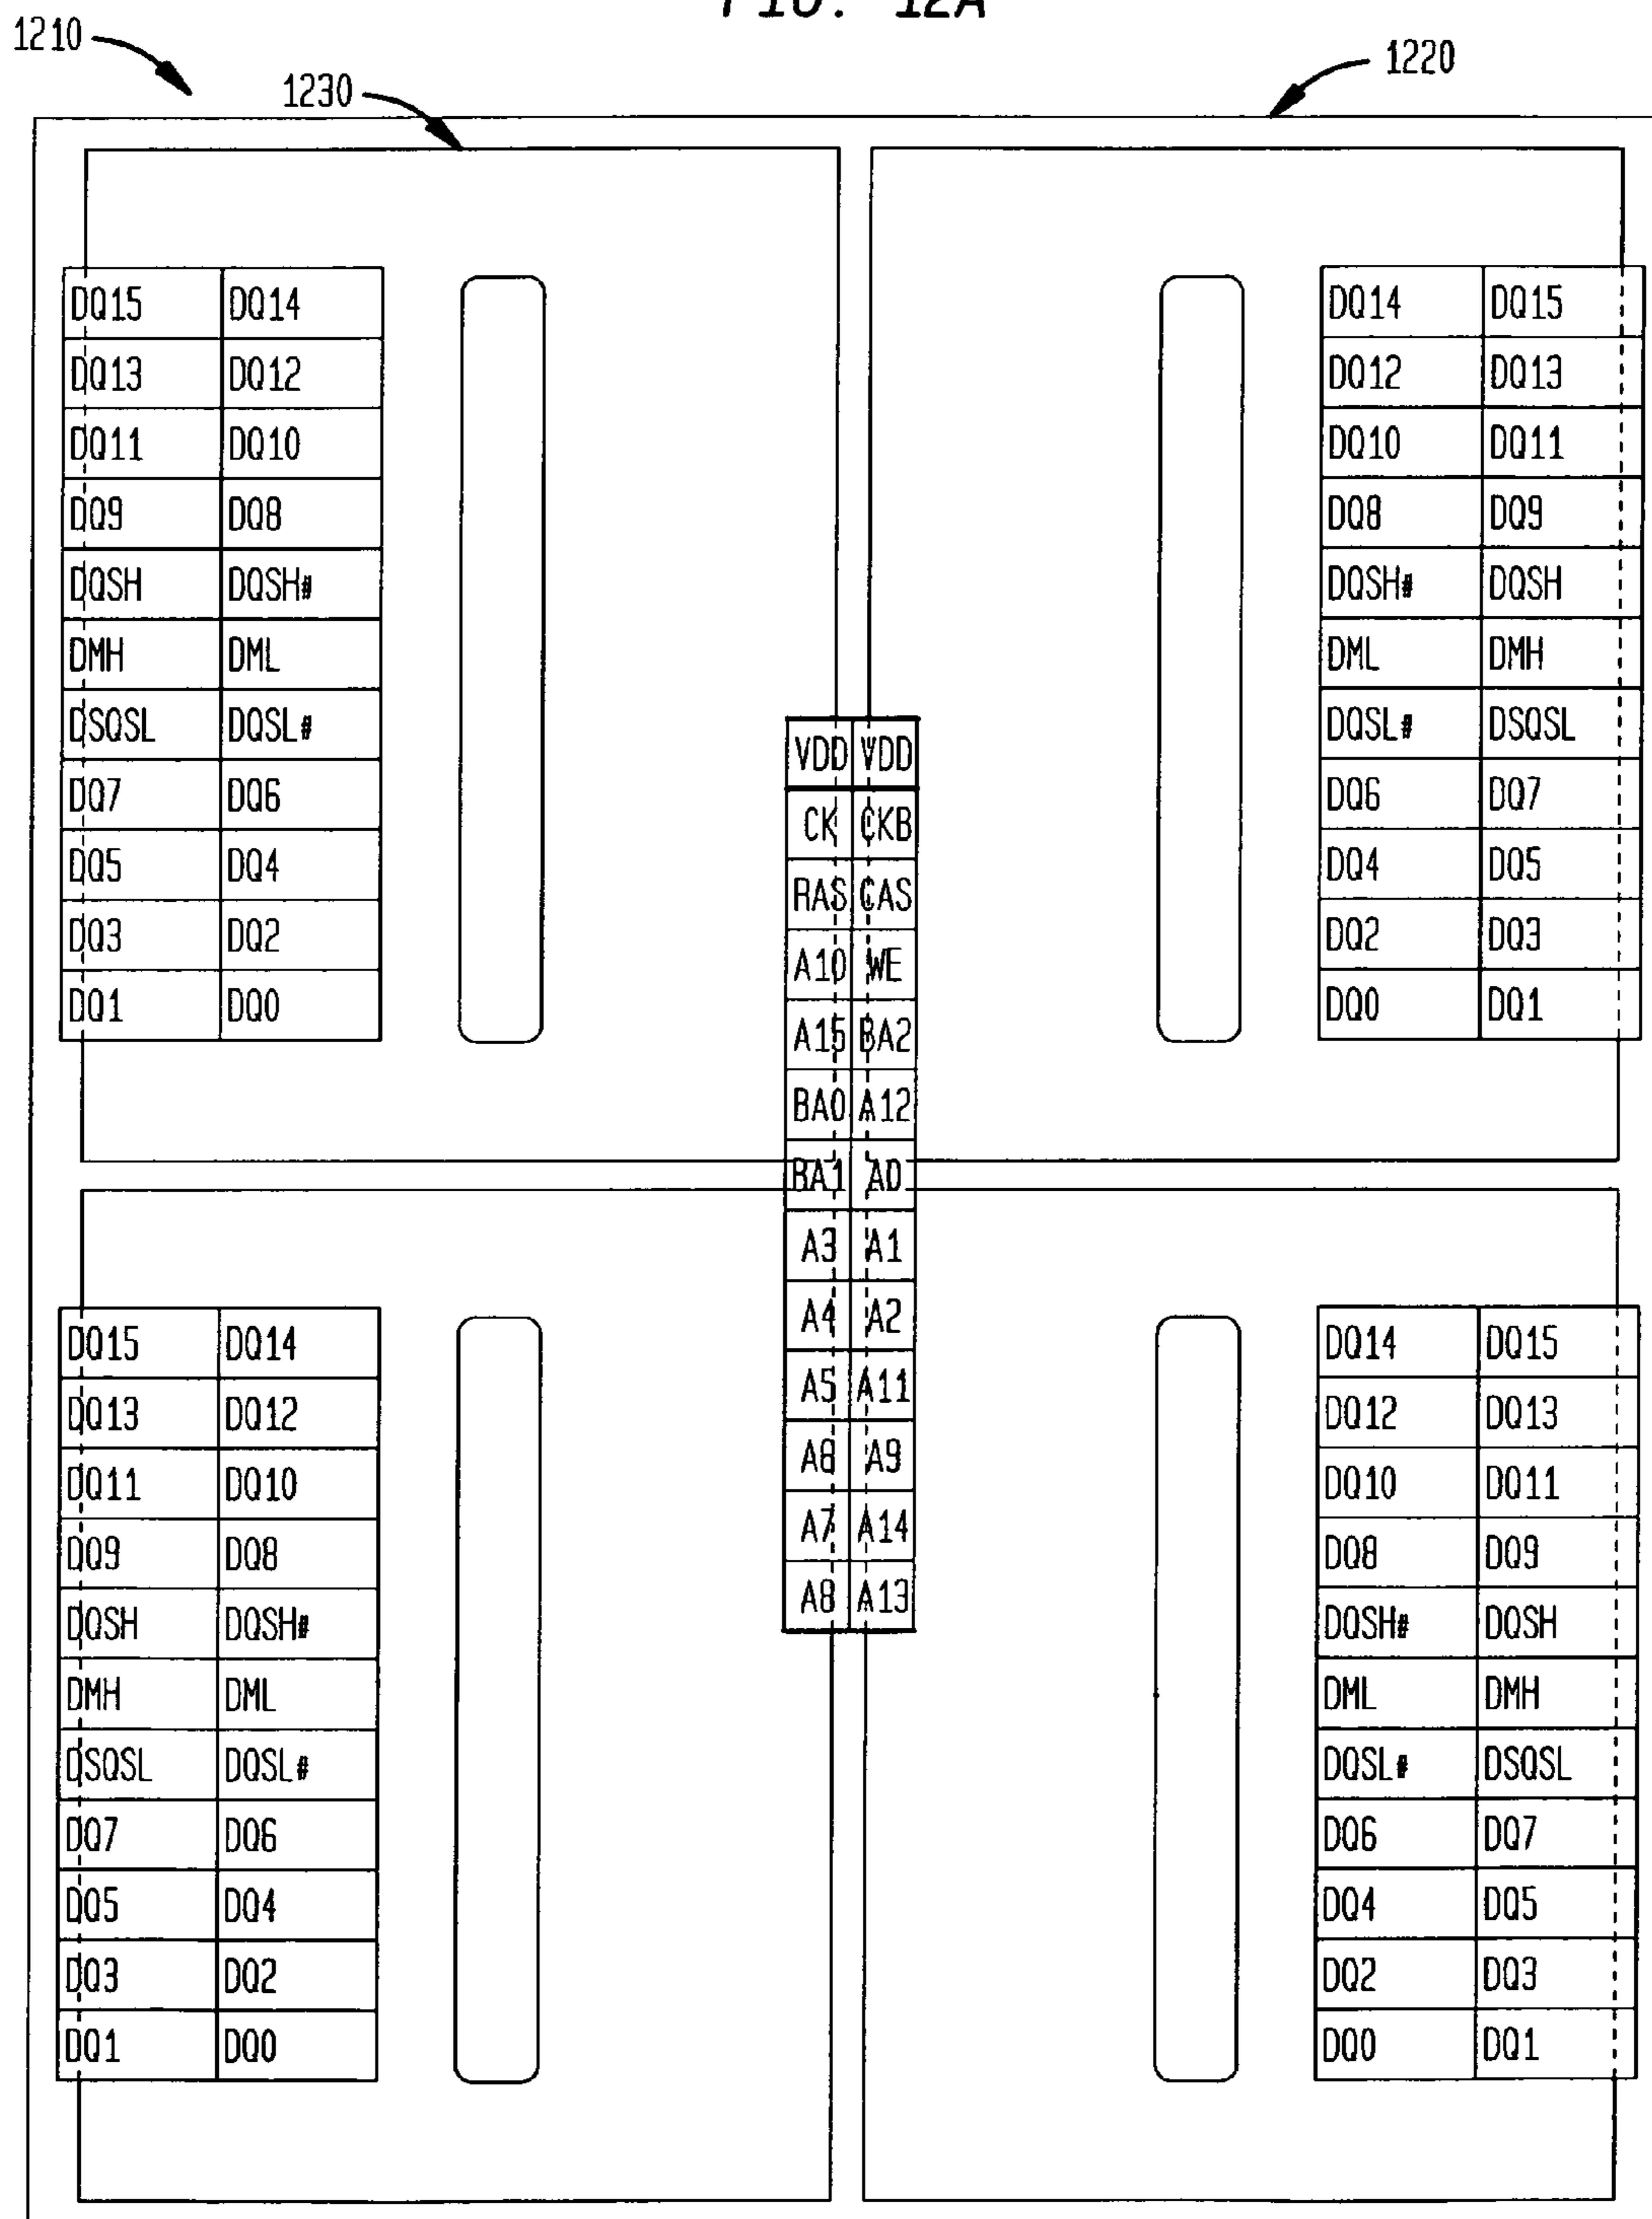 FIG. 12A
1210
1220
1230
DQ15 DQ14
DQ13 DQ12
DQ11 DQ10
DQ9 DQ8
DQSH DQSH#
DMH DML
DSQSL DQSL#
DQ7 DQ6
DQ5 DQ4
DQ3 DQ2
DQ1 DQ0
DQ14 DQ15
DQ12 DQ13
DQ10 DQ11
DQ8 DQ9
DQSH# DQSH
DML DMH
DQSL# DSQSL
DQ6 DQ7
DQ4 DQ5
DQ2 DQ3
DQ0 DQ1
VDD VDD
CK CKB
RAS CAS
A10 WE
A15 BA2
BA0 A12
BA1 A0
A3 A1
A4 A2
A5 A11
A8 A9
A7 A14
A8 A13
DQ15 DQ14
DQ13 DQ12
DQ11 DQ10
DQ9 DQ8
DQSH DQSH#
DMH DML
DSQSL DQSL#
DQ7 DQ6
DQ5 DQ4
DQ3 DQ2
DQ1 DQ0
DQ14 DQ15
DQ12 DQ13
DQ10 DQ11
DQ8 DQ9
DQSH# DQSH
DML DMH
DQSL# DSQSL
DQ6 DQ7
DQ4 DQ5
DQ2 DQ3
DQ0 DQ1